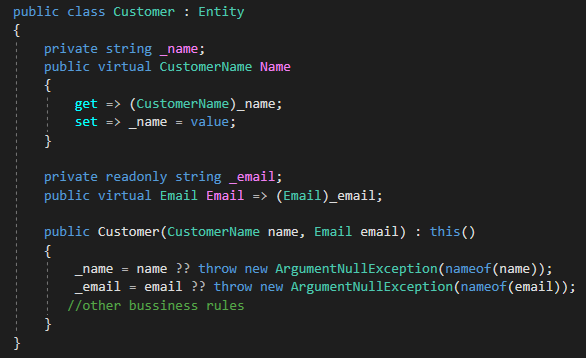 public class Customer : Entity
{
private string _name;
public virtual CustomerName Name
{
get => (CustomerName)_name;
set => _name = value;
}
private readonly string _email;
public virtual Email Email => (Email)_email;
public Customer(CustomerName name, Email email) : this()
{
_name = name ?? throw new ArgumentNullException(nameof(name));
_email = email ?? throw new ArgumentNullException(nameof(email));
//other bussiness rules
}
}